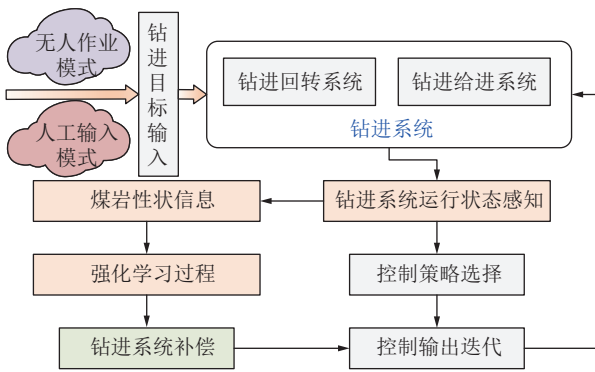 无人作业
模式
人工输入
模式
钻进目标输入
钻进回转系统
钻进给进系统
钻进系统
煤岩性状信息
钻进系统运行状态感知
强化学习过程
控制策略选择
钻进系统补偿
控制输出迭代